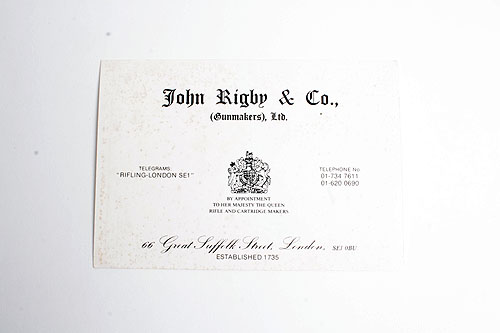 John Rigby & Co.,
(Gunmakers), Ltd.
TELEGRAMS
"RIFLING-LONDON SE1"
TELEPHONE No
01-734 7611
01-620 0690
BY APPOINTMENT
TO HER MAJESTY THE QUEEN
RIFLE AND CARTRIDGE MAKERS
66 Great Suffolk Street, London, SE1 0BU
ESTABLISHED 1735